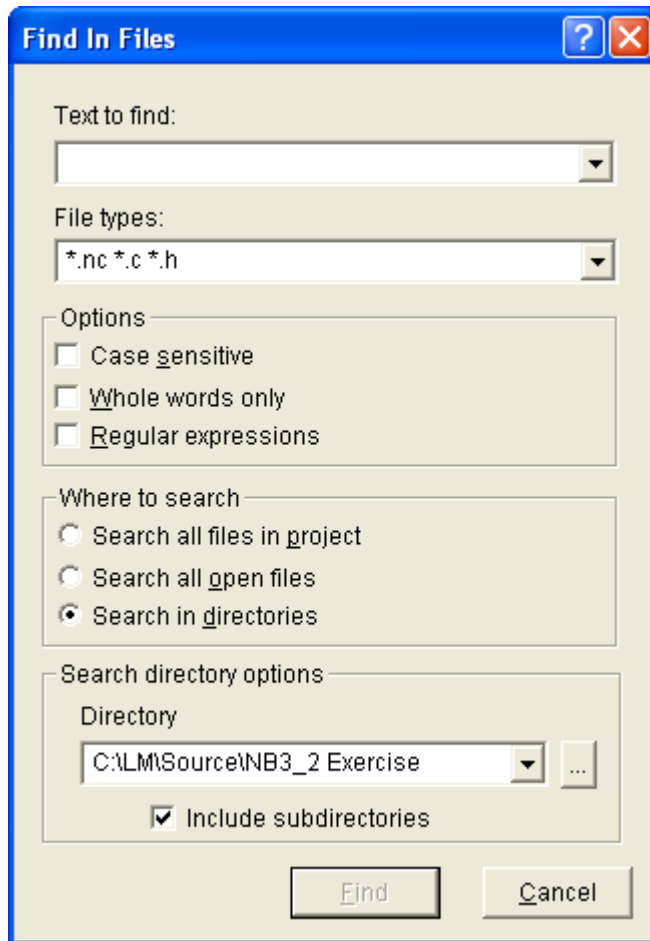 Find In Files
Text to find:
File types:
*.nc *.c *.h
Options
Case sensitive
Whole words only
Regular expressions
Where to search
Search all files in project
Search all open files
Search in directories
Search directory options
Directory
C:\LM\Source\NB3_2 Exercise
...
Include subdirectories
Find
Cancel